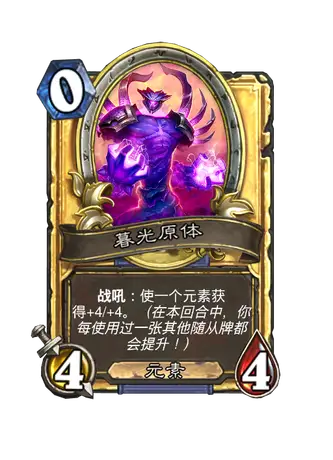 0
暮光原体
战吼：使一个元素获
得+4/+4。（在本回合中，你
每使用过一张其他随从牌都
会提升！）
4
元素
4